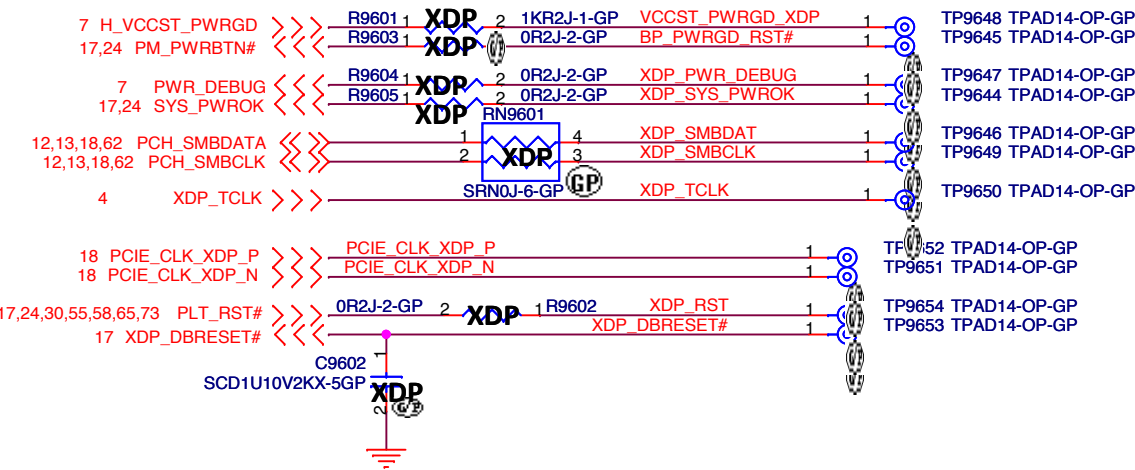 7 H_VCCST_PWRGD R9601 1 XDP 2 1KR2J-1-GP VCCST_PWRGD_XDP 1 TP9648 TPAD14-OP-GP
17,24 PM_PWRBTN# R9603 1 XDP 2 0R2J-2-GP BP_PWRGD_RST# 1 TP9645 TPAD14-OP-GP
7 PWR_DEBUG R9604 1 XDP 2 0R2J-2-GP XDP_PWR_DEBUG 1 TP9647 TPAD14-OP-GP
17,24 SYS_PWROK R9605 1 XDP 2 0R2J-2-GP XDP_SYS_PWROK 1 TP9644 TPAD14-OP-GP
RN9601
12,13,18,62 PCH_SMBDATA 1 4 XDP_SMBDAT 1 TP9646 TPAD14-OP-GP
12,13,18,62 PCH_SMBCLK 2 XDP 3 XDP_SMBCLK 1 TP9649 TPAD14-OP-GP
SRN0J-6-GP GP
4 XDP_TCLK XDP_TCLK 1 TP9650 TPAD14-OP-GP
18 PCIE_CLK_XDP_P PCIE_CLK_XDP_P 1 TPAD14-OP-GP
18 PCIE_CLK_XDP_N PCIE_CLK_XDP_N 1 TP9651 TPAD14-OP-GP
17,24,30,55,58,65,73 PLT_RST# 0R2J-2-GP 2 XDP 1 R9602 XDP_RST 1 TP9654 TPAD14-OP-GP
17 XDP_DBRESET# XDP_DBRESET# 1 TP9653 TPAD14-OP-GP
1
C9602
SCD1U10V2KX-5GP
XDP
2 GP